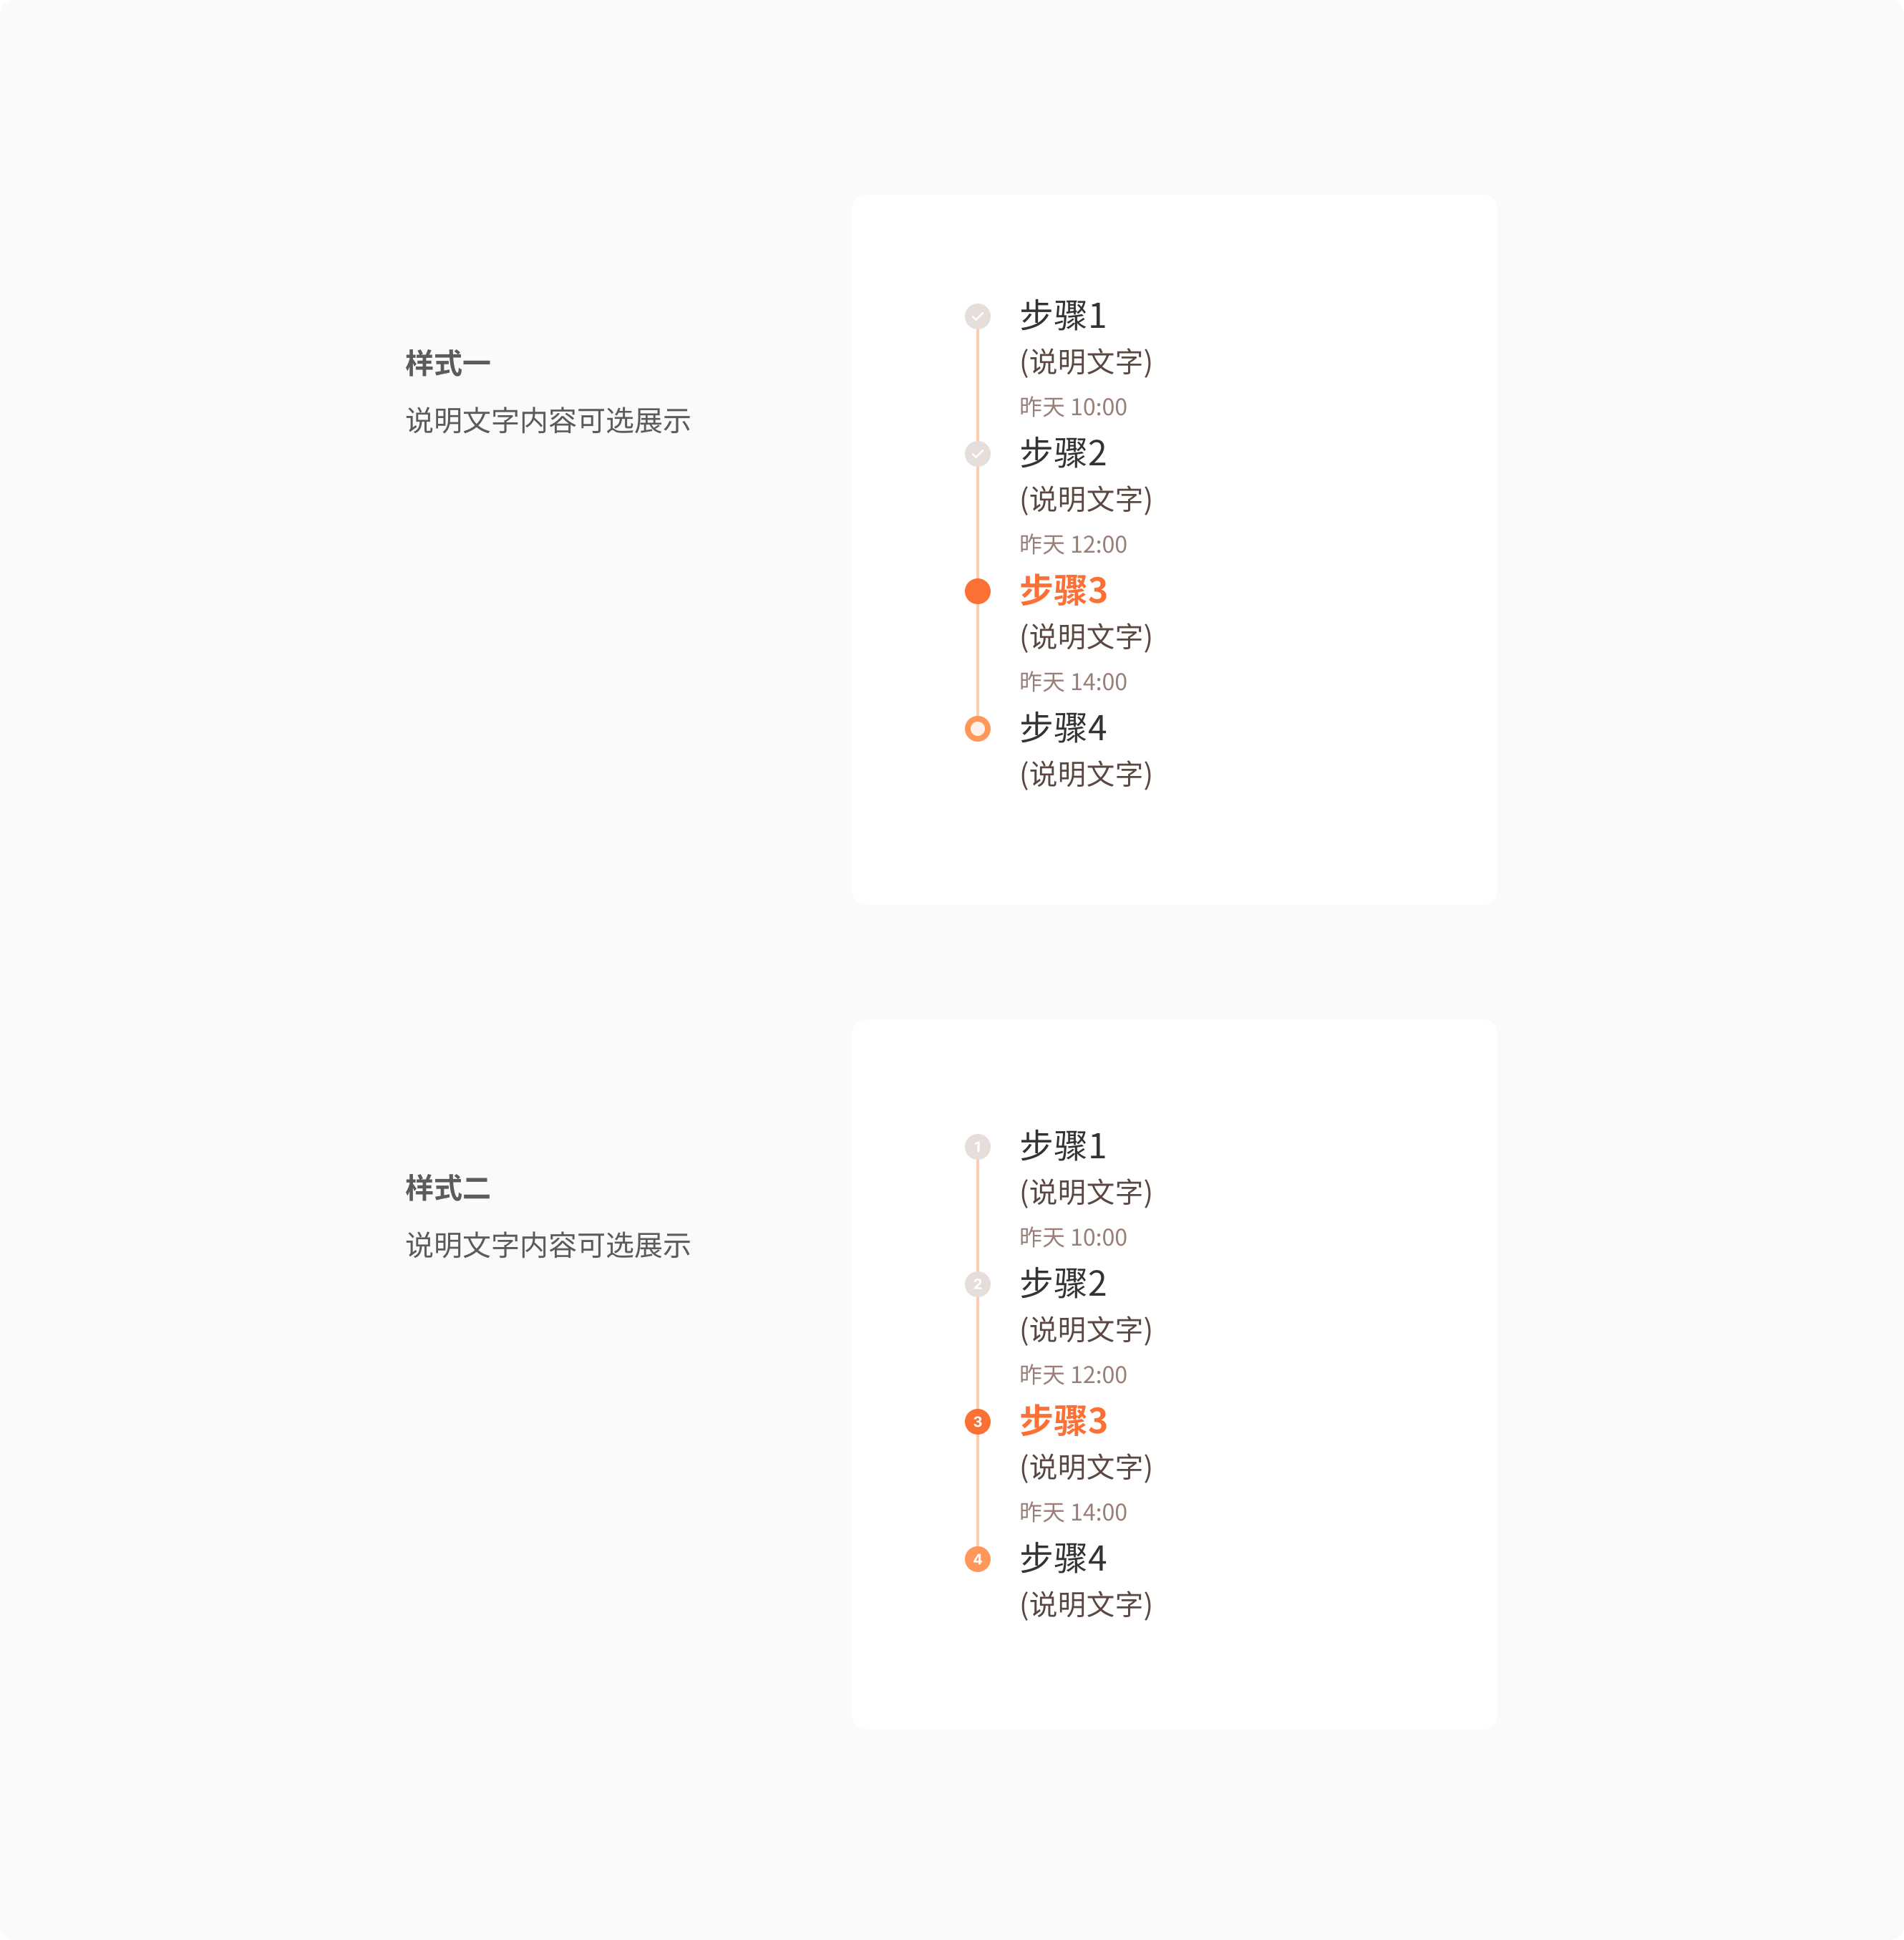 样式一
说明文字内容可选展示
步骤1
(说明文字)
昨天 10:00
步骤2
(说明文字)
昨天 12:00
步骤3
(说明文字)
昨天 14:00
步骤4
(说明文字)
样式二
说明文字内容可选展示
1 步骤1
(说明文字)
昨天 10:00
2 步骤2
(说明文字)
昨天 12:00
3 步骤3
(说明文字)
昨天 14:00
4 步骤4
(说明文字)